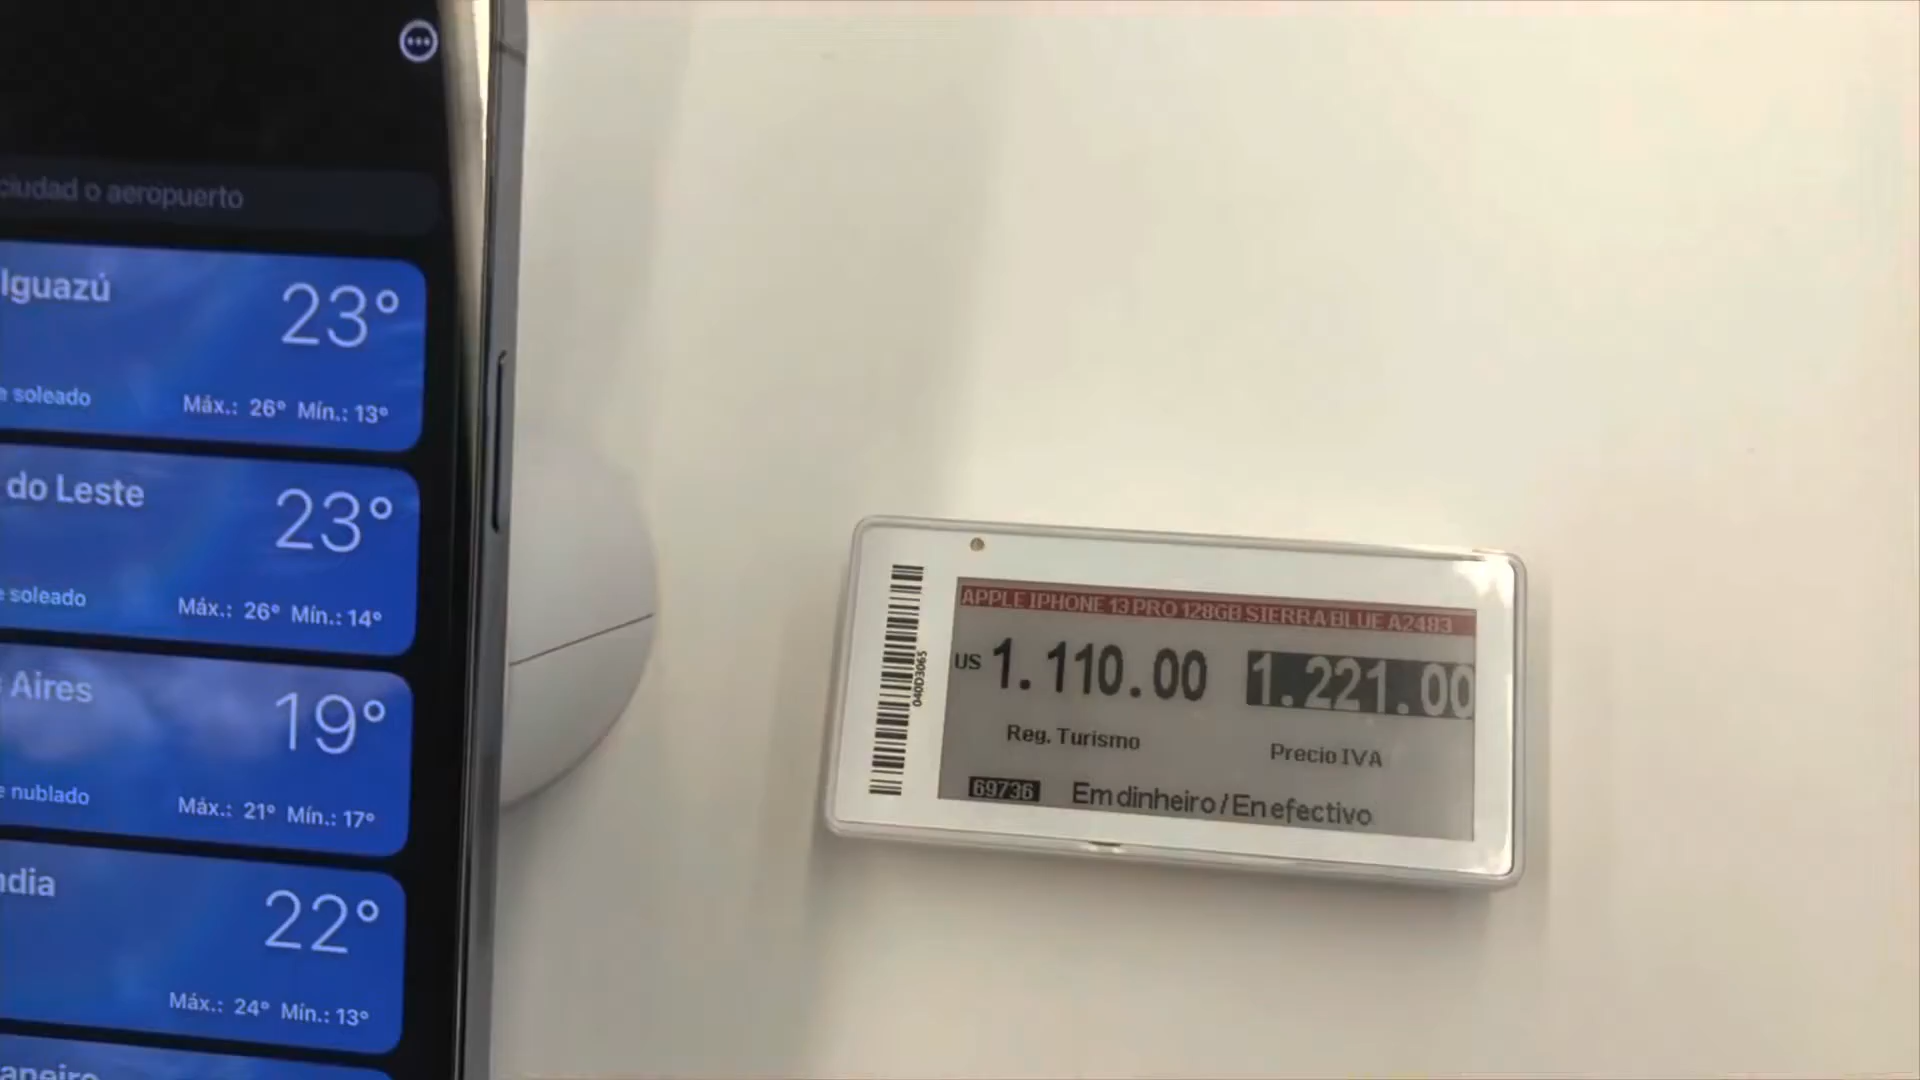 ciudad o aeropuerto
Iguazú
23°
soleado
Máx.: 26° Mín.: 13°
do Leste
23°
soleado
Máx.: 26° Mín.: 14°
Aires
19°
nublado
Máx.: 21° Mín.: 17°
22°
Máx.: 24° Mín.: 13°
APPLE IPHONE 13 PRO 128GB SIERRA BLUE A2483
US 1.110.00 1.221.00
Reg. Turismo Precio IVA
69736 Em dinheiro / En efectivo
040D3065